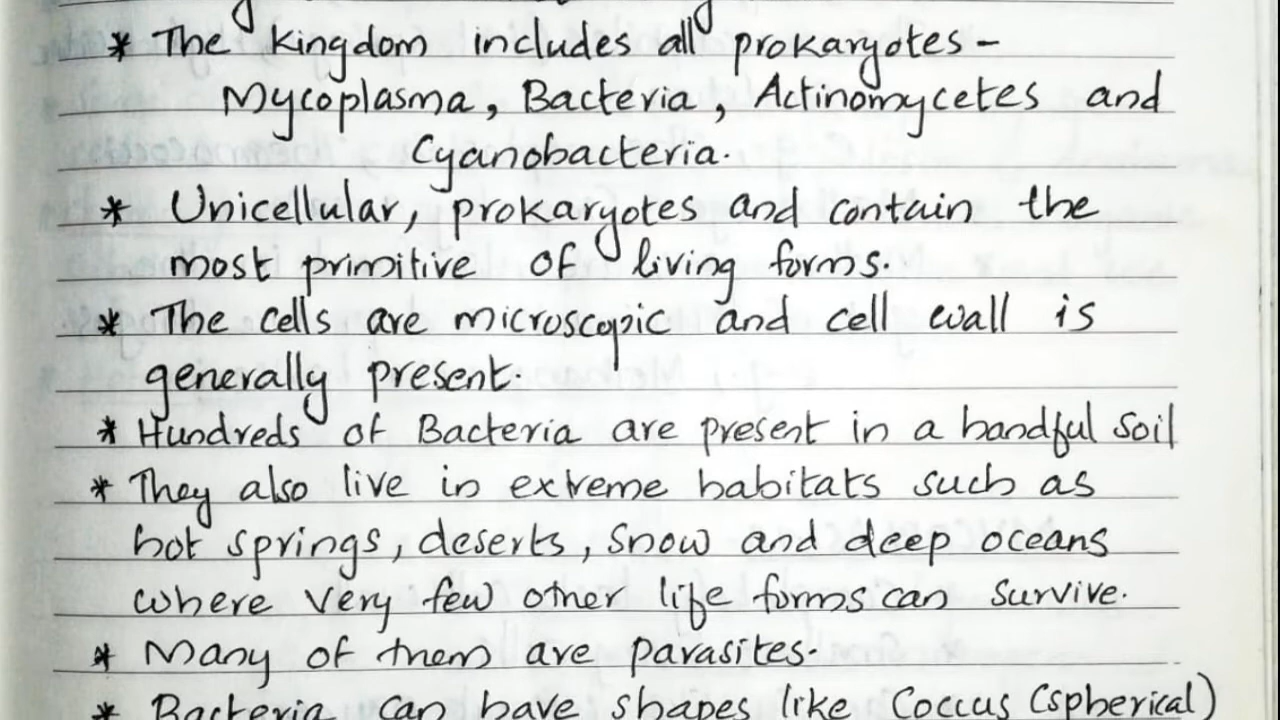 * The kingdom includes all prokaryotes -
Mycoplasma, Bacteria, Actinomycetes and
Cyanobacteria.
* Unicellular, prokaryotes and contain the
most primitive of living forms.
* The cells are microscopic and cell wall is
generally present.
* Hundreds of Bacteria are present in a handful soil
* They also live in extreme habitats such as
hot springs, deserts, snow and deep oceans
where very few other life forms can survive.
* Many of them are parasites.
* Bacteria can have shapes like Coccus (spherical)